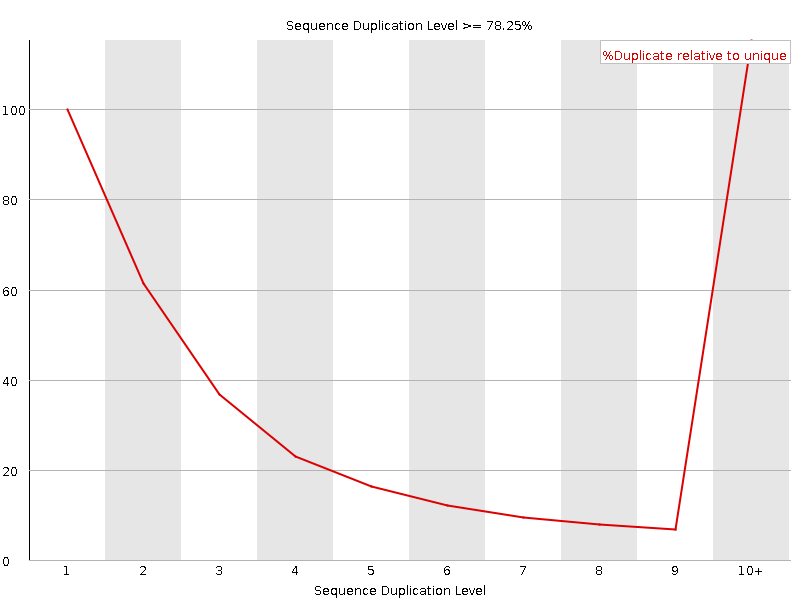 Sequence Duplication Level >= 78.25%
%Duplicate relative to unique
100
80
60
40
20
0
1 2 3 4 5 6 7 8 9 10+
Sequence Duplication Level